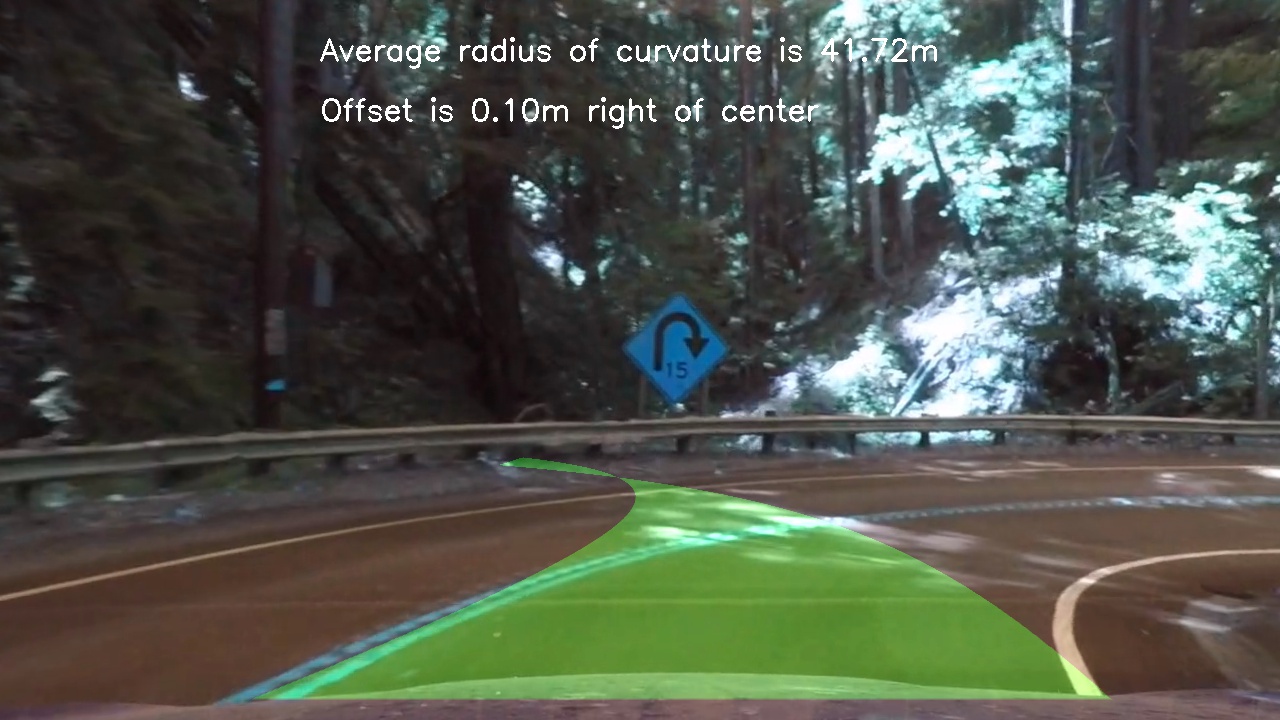 Average radius of curvature is 41.72m
Offset is 0.10m right of center
15